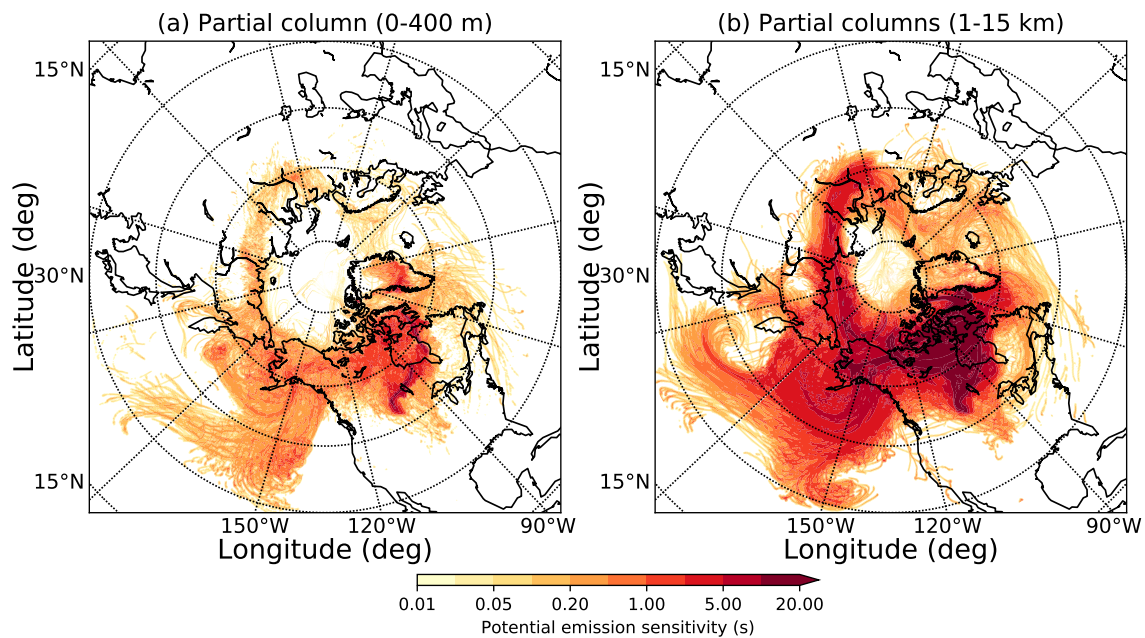 (a) Partial column (0-400 m)
(b) Partial columns (1-15 km)
15°N
30°N
15°N
Latitude (deg)
150°W 120°W 90°W
Longitude (deg)
15°N
30°N
15°N
Latitude (deg)
150°W 120°W 90°W
Longitude (deg)
0.01 0.05 0.20 1.00 5.00 20.00
Potential emission sensitivity (s)